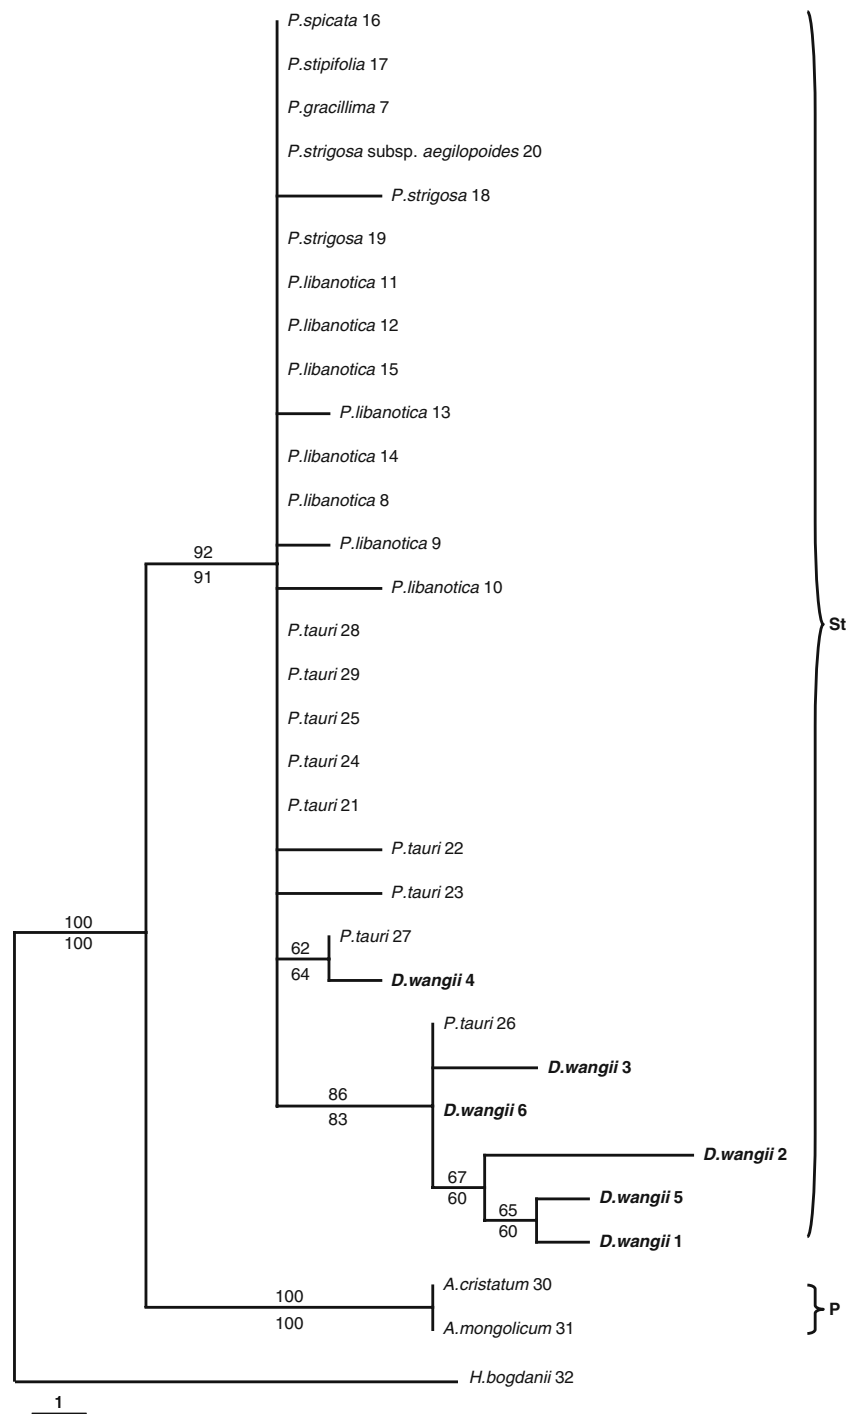 P.spicata 16
P.stipifolia 17
P.gracillima 7
P.strigosa subsp. aegilopoides 20
P.strigosa 18
P.strigosa 19
P.libanotica 11
P.libanotica 12
P.libanotica 15
P.libanotica 13
P.libanotica 14
P.libanotica 8
P.libanotica 9
92
91
P.libanotica 10
St
P.tauri 28
P.tauri 29
P.tauri 25
P.tauri 24
P.tauri 21
P.tauri 22
P.tauri 23
100
100
P.tauri 27
62
64
D.wangii 4
P.tauri 26
D.wangii 3
86
83
D.wangii 6
D.wangii 2
67
60
D.wangii 5
65
60
D.wangii 1
A.cristatum 30
100
100
P
A.mongolicum 31
H.bogdanii 32
1